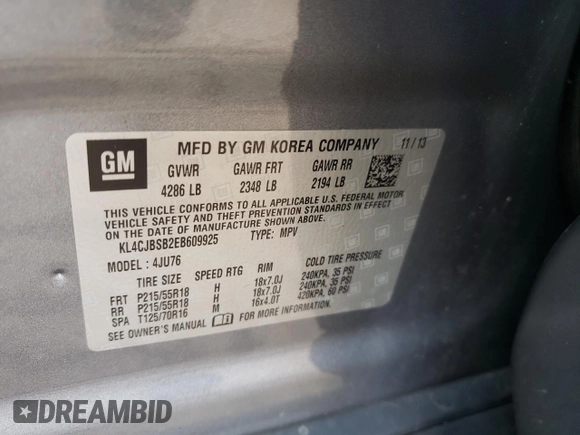 GM
MFD BY GM KOREA COMPANY 11 / 13
GVWR GAWR FRT GAWR RR
4286 LB 2348 LB 2194 LB
THIS VEHICLE CONFORMS TO ALL APPLICABLE U.S. FEDERAL MOTOR
VEHICLE SAFETY AND THEFT PREVENTION STANDARDS IN EFFECT
ON THE DATE OF MANUFACTURE SHOWN ABOVE.
KL4CJBSB2EB609925 TYPE: MPV
MODEL : 4JU76
TIRE SIZE SPEED RTG RIM COLD TIRE PRESSURE
FRT P215/55R18 H 18x7.0J 240KPA, 35 PSI
RR P215/55R18 H 18x7.0J 240KPA, 35 PSI
SPA T125/70R16 M 16x4.0T 420KPA, 60 PSI
SEE OWNER'S MANUAL FOR MORE INFORMATION.
DREAMBID